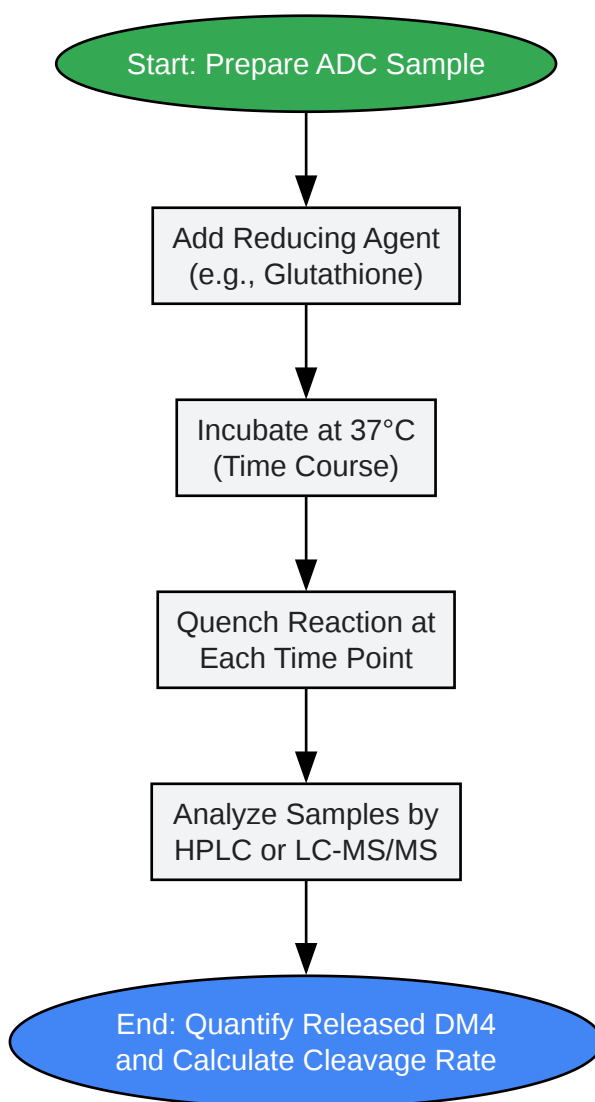 Start: Prepare ADC Sample
Add Reducing Agent
(e.g., Glutathione)
Incubate at 37°C
(Time Course)
Quench Reaction at
Each Time Point
Analyze Samples by
HPLC or LC-MS/MS
End: Quantify Released DM4
and Calculate Cleavage Rate